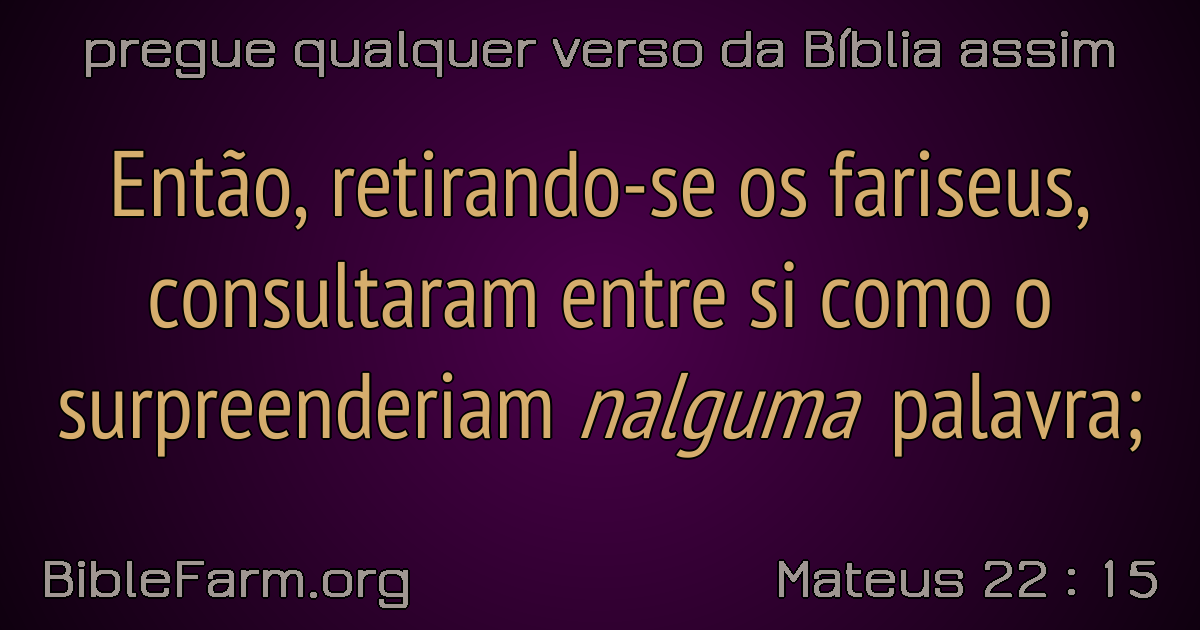 pregue qualquer verso da Bíblia assim
Então, retirando-se os fariseus,
consultaram entre si como o
surpreenderiam nalguma palavra;
BibleFarm.org
Mateus 22 : 15